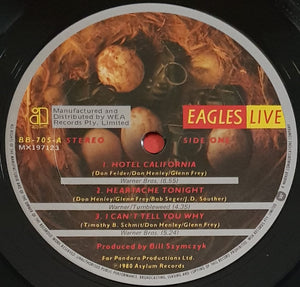 Manufactured and
Distributed by WEA
Records Pty. Limited
EAGLES LIVE
BB-705-A STEREO SIDE ONE
MX197123
1. HOTEL CALIFORNIA
(Don Felder/Don Henley/Glenn Frey)
Warner Bros. (6.55)
2. HEARTACHE TONIGHT
(Don Henley/Glenn Frey/Bob Seger/J.D. Souther)
Warner/Tumbleweed (4.35)
3. I CAN'T TELL YOU WHY
(Timothy B. Schmit/Don Henley/Glenn Frey)
Warner Bros. (5.24)
Produced by Bill Szymczyk
For Pandora Productions Ltd.
℗ 1980 Asylum Records